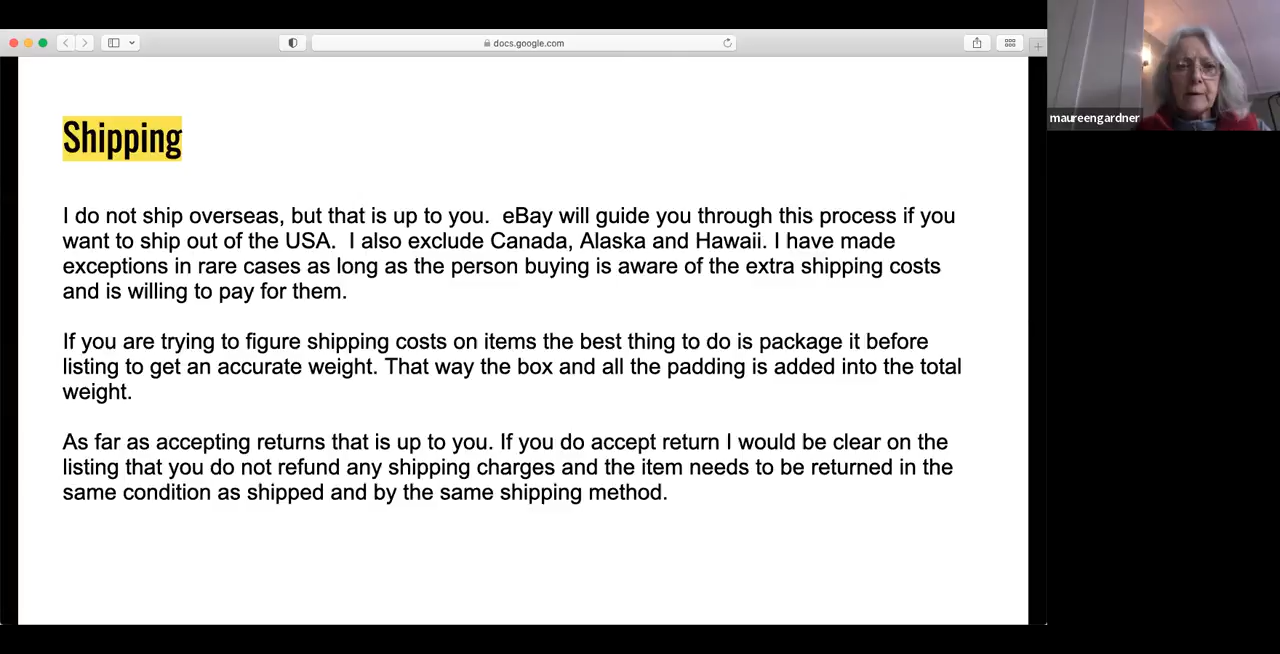 docs.google.com
maureengardner
Shipping
I do not ship overseas, but that is up to you.  eBay will guide you through this process if you
want to ship out of the USA.  I also exclude Canada, Alaska and Hawaii. I have made
exceptions in rare cases as long as the person buying is aware of the extra shipping costs
and is willing to pay for them.
If you are trying to figure shipping costs on items the best thing to do is package it before
listing to get an accurate weight. That way the box and all the padding is added into the total
weight.
As far as accepting returns that is up to you. If you do accept return I would be clear on the
listing that you do not refund any shipping charges and the item needs to be returned in the
same condition as shipped and by the same shipping method.